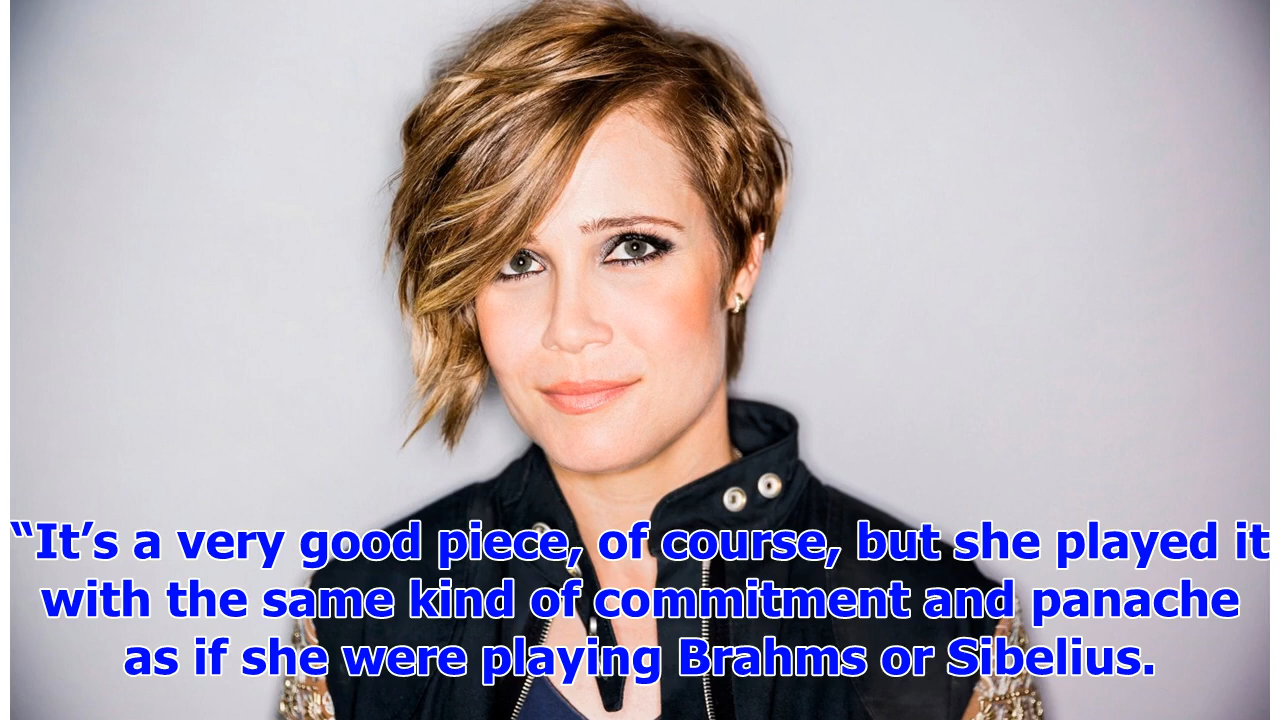 “It’s a very good piece, of course, but she played it
with the same kind of commitment and panache
as if she were playing Brahms or Sibelius.